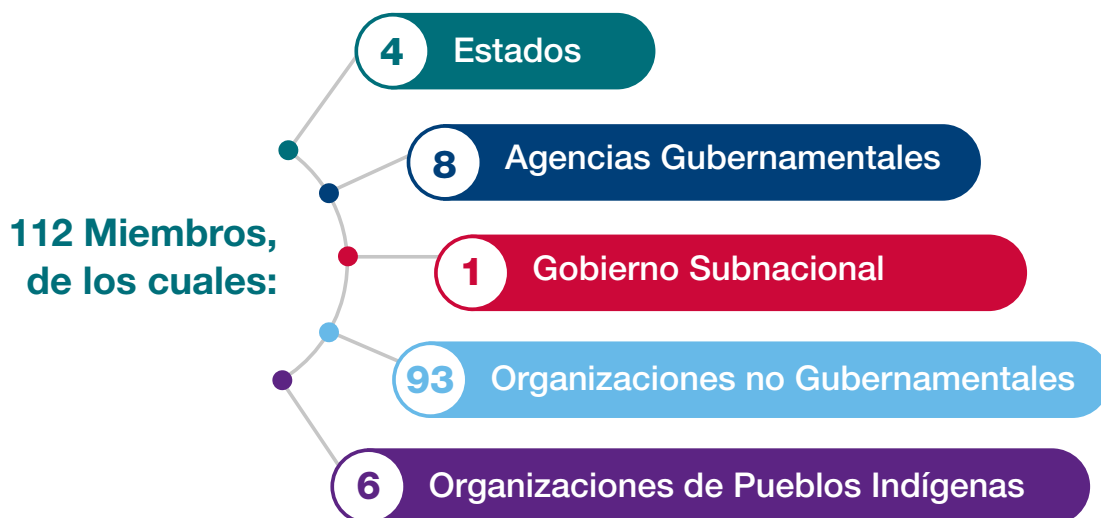 112 Miembros,
de los cuales:
4 Estados
8 Agencias Gubernamentales
1 Gobierno Subnacional
93 Organizaciones no Gubernamentales
6 Organizaciones de Pueblos Indígenas